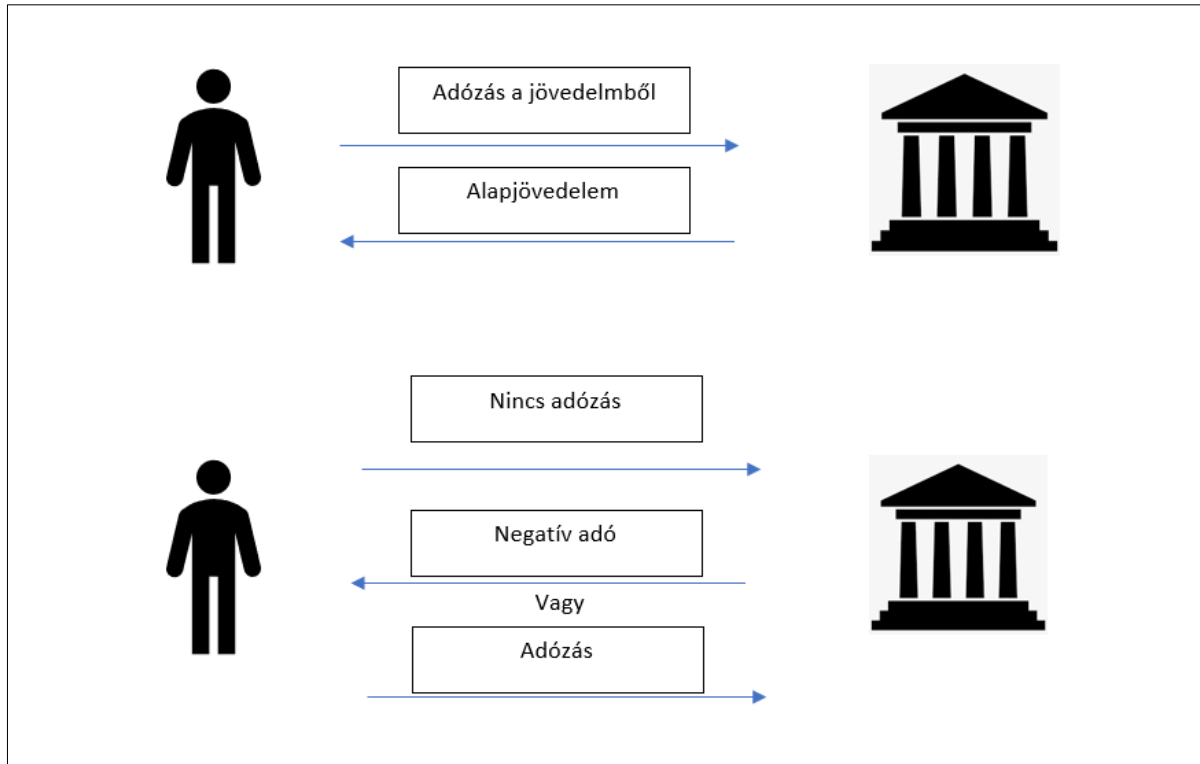 Adózás a jövedelmből
Alapjövedelem
Nincs adózás
Negatív adó
Vagy
Adózás